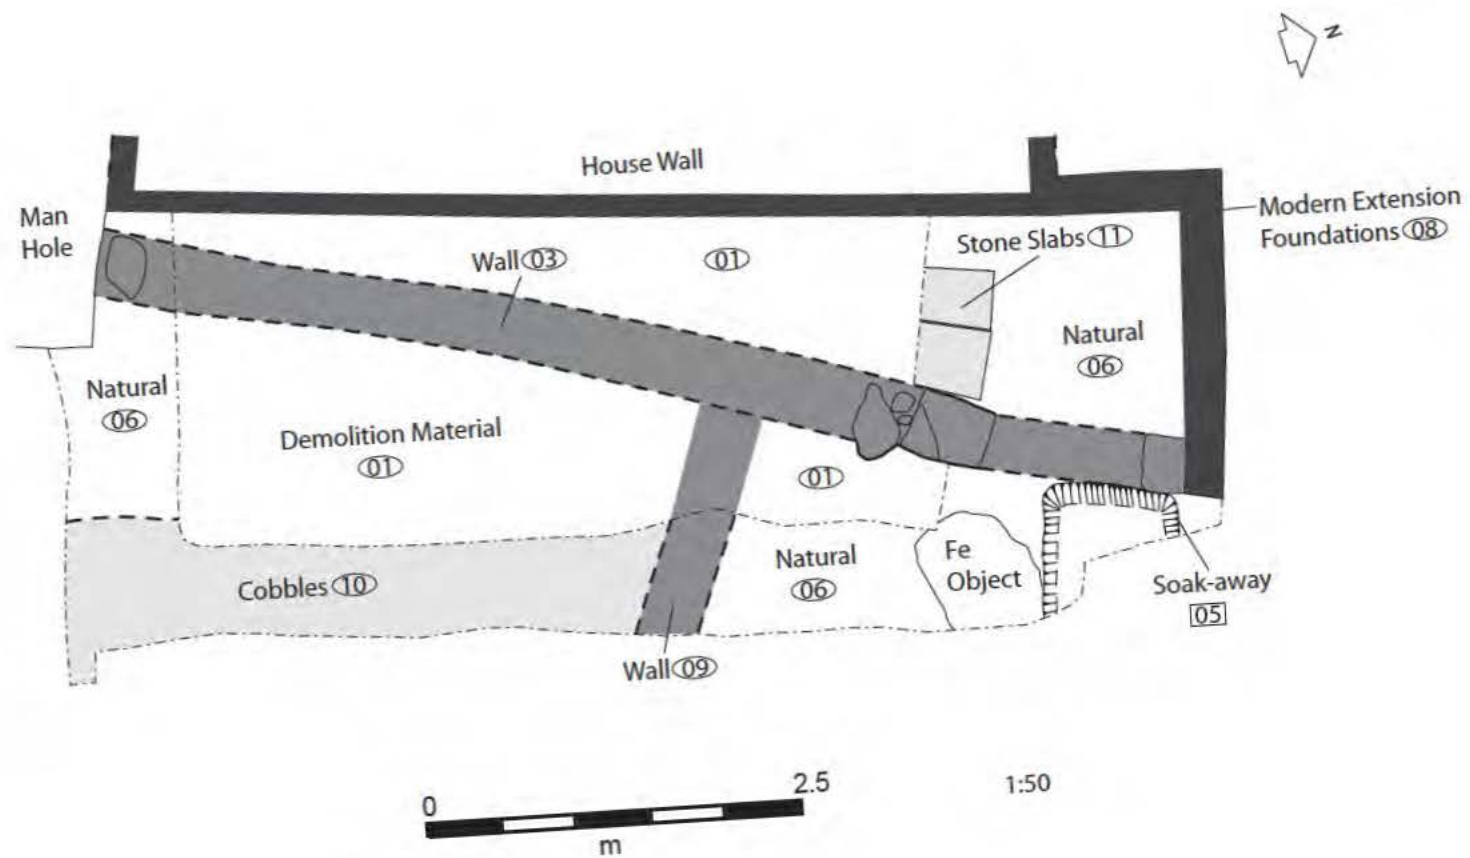 N
House Wall
Man
Hole
Modern Extension
Foundations 08
Stone Slabs 11
Wall 03
01
Natural
06
Natural
06
Demolition Material
01
01
Natural
06
Fe
Object
Cobbles 10
Soak-away
05
Wall 09
0
2.5
1:50
m